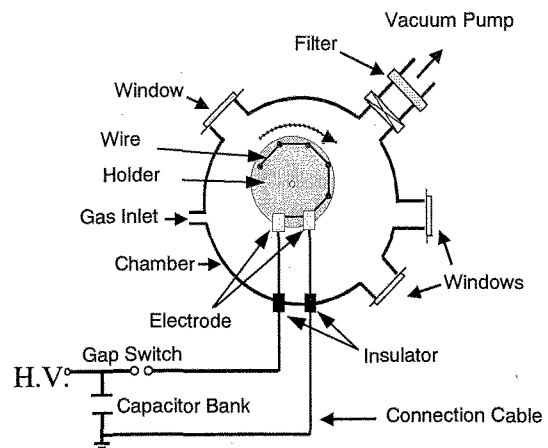 Vacuum Pump
Filter
Window
Wire
Holder
Gas Inlet
Chamber
Windows
Electrode
Insulator
Gap Switch
H.V.
Capacitor Bank
Connection Cable